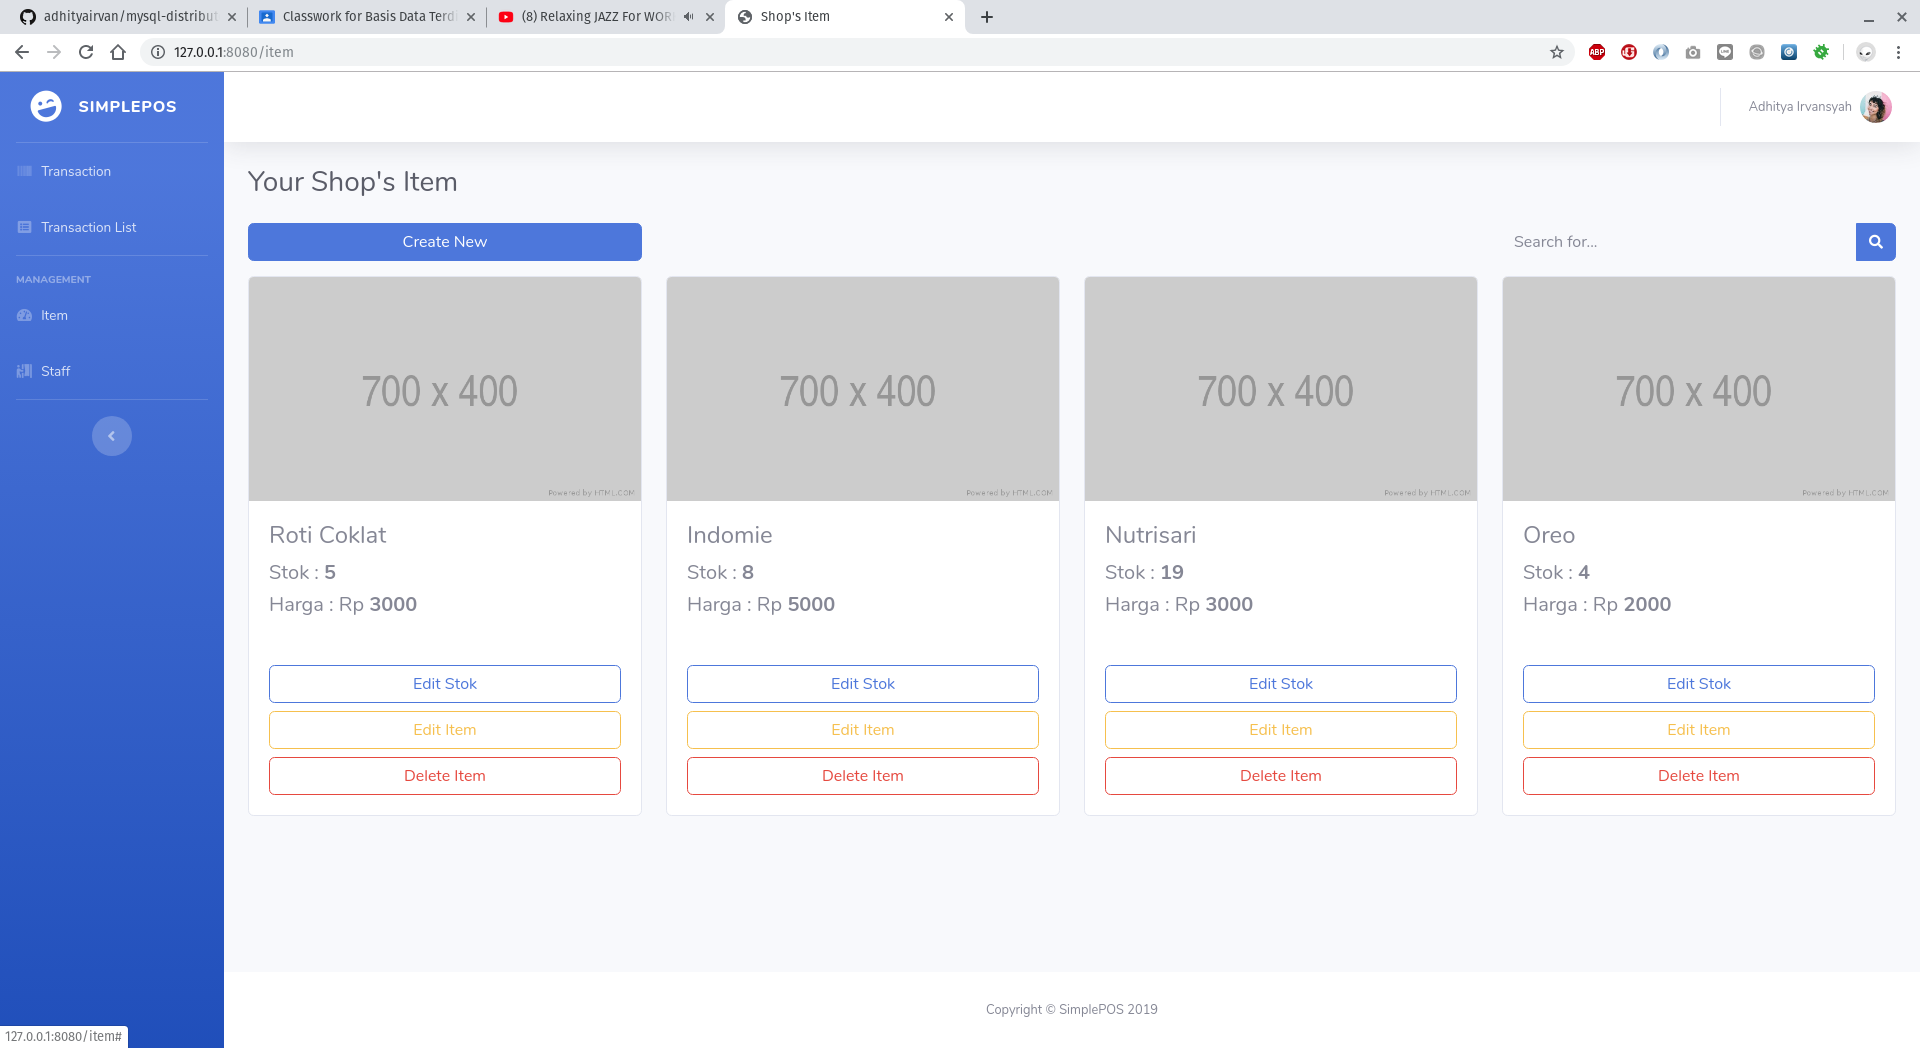 adhityairvan/mysql-distribut
Classwork for Basis Data Terdi
(8) Relaxing JAZZ For WOR
Shop's Item
127.0.0.1:8080/item
ABP
SIMPLEPOS
Adhitya Irvansyah
Transaction
Transaction List
MANAGEMENT
Item
Staff
Your Shop's Item
Create New
Search for...
700 x 400
Powered by HTML.COM
700 x 400
Powered by HTML.COM
700 x 400
Powered by HTML.COM
700 x 400
Powered by HTML.COM
Roti Coklat
Stok : 5
Harga : Rp 3000
Edit Stok
Edit Item
Delete Item
Indomie
Stok : 8
Harga : Rp 5000
Edit Stok
Edit Item
Delete Item
Nutrisari
Stok : 19
Harga : Rp 3000
Edit Stok
Edit Item
Delete Item
Oreo
Stok : 4
Harga : Rp 2000
Edit Stok
Edit Item
Delete Item
Copyright © SimplePOS 2019
127.0.0.1:8080/item#